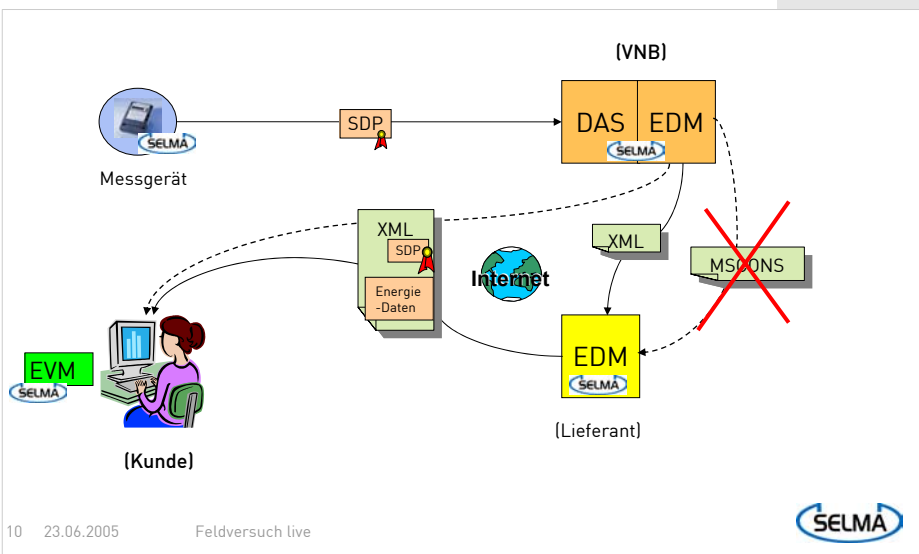 (VNB)
SDP
DAS EDM
SELMA
SELMA
Messgerät
XML
SDP
Energie
-Daten
Internet
XML
MSCONS
EDM
SELMA
EVM
SELMA
(Lieferant)
(Kunde)
10 23.06.2005 Feldversuch live
SELMA